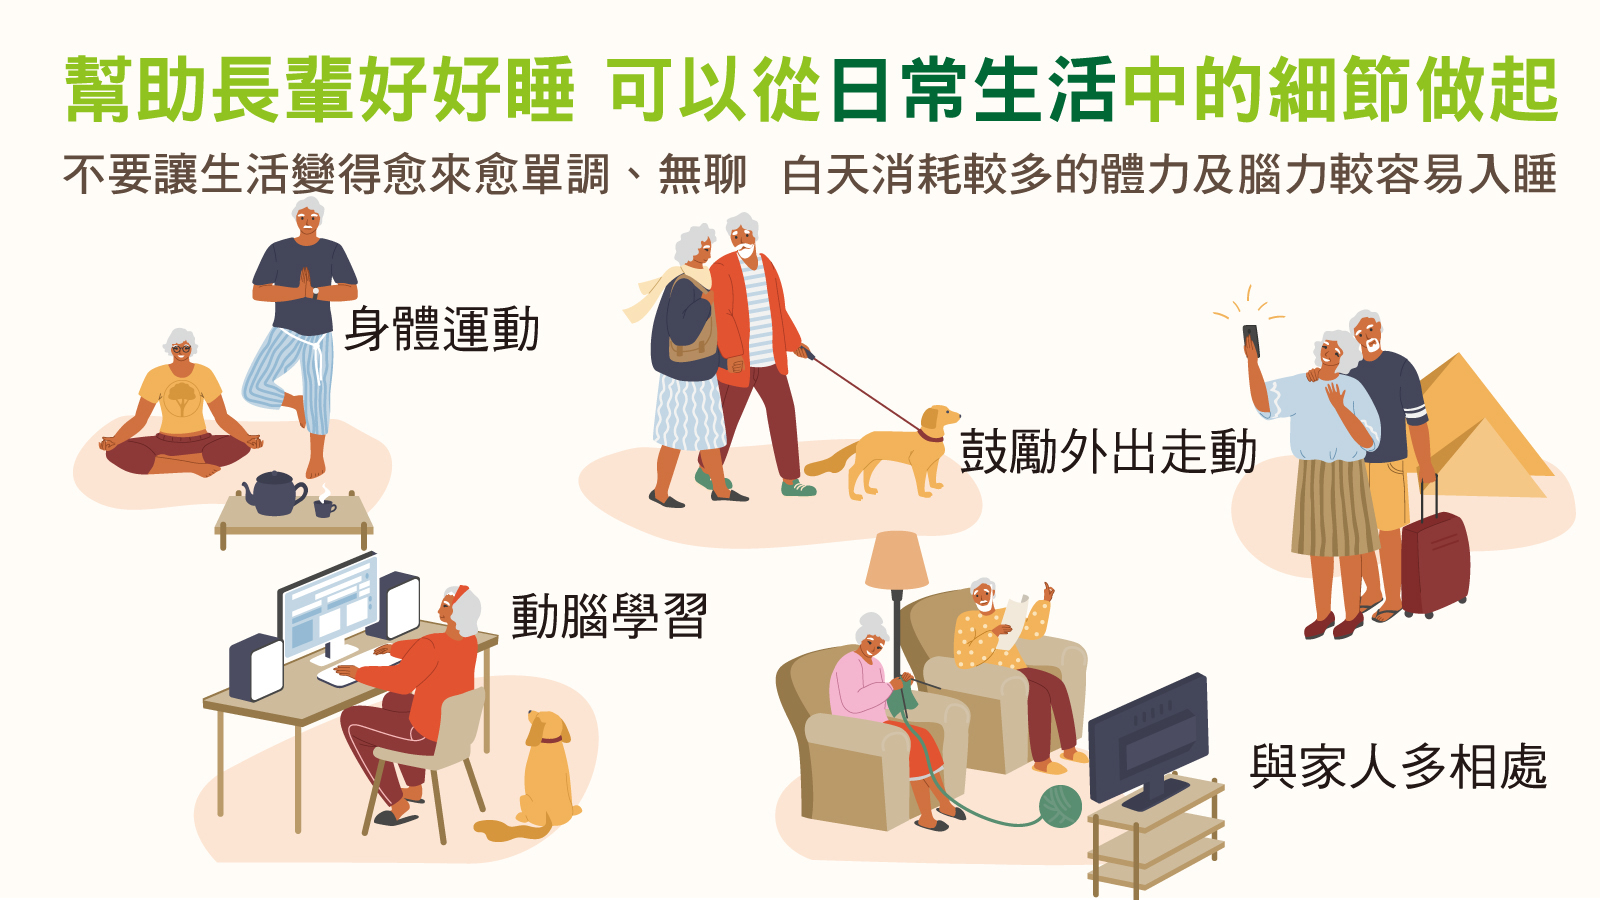 幫助長輩好好睡 可以從日常生活中的細節做起
不要讓生活變得愈來愈單調、無聊 白天消耗較多的體力及腦力較容易入睡
身體運動
鼓勵外出走動
動腦學習
與家人多相處